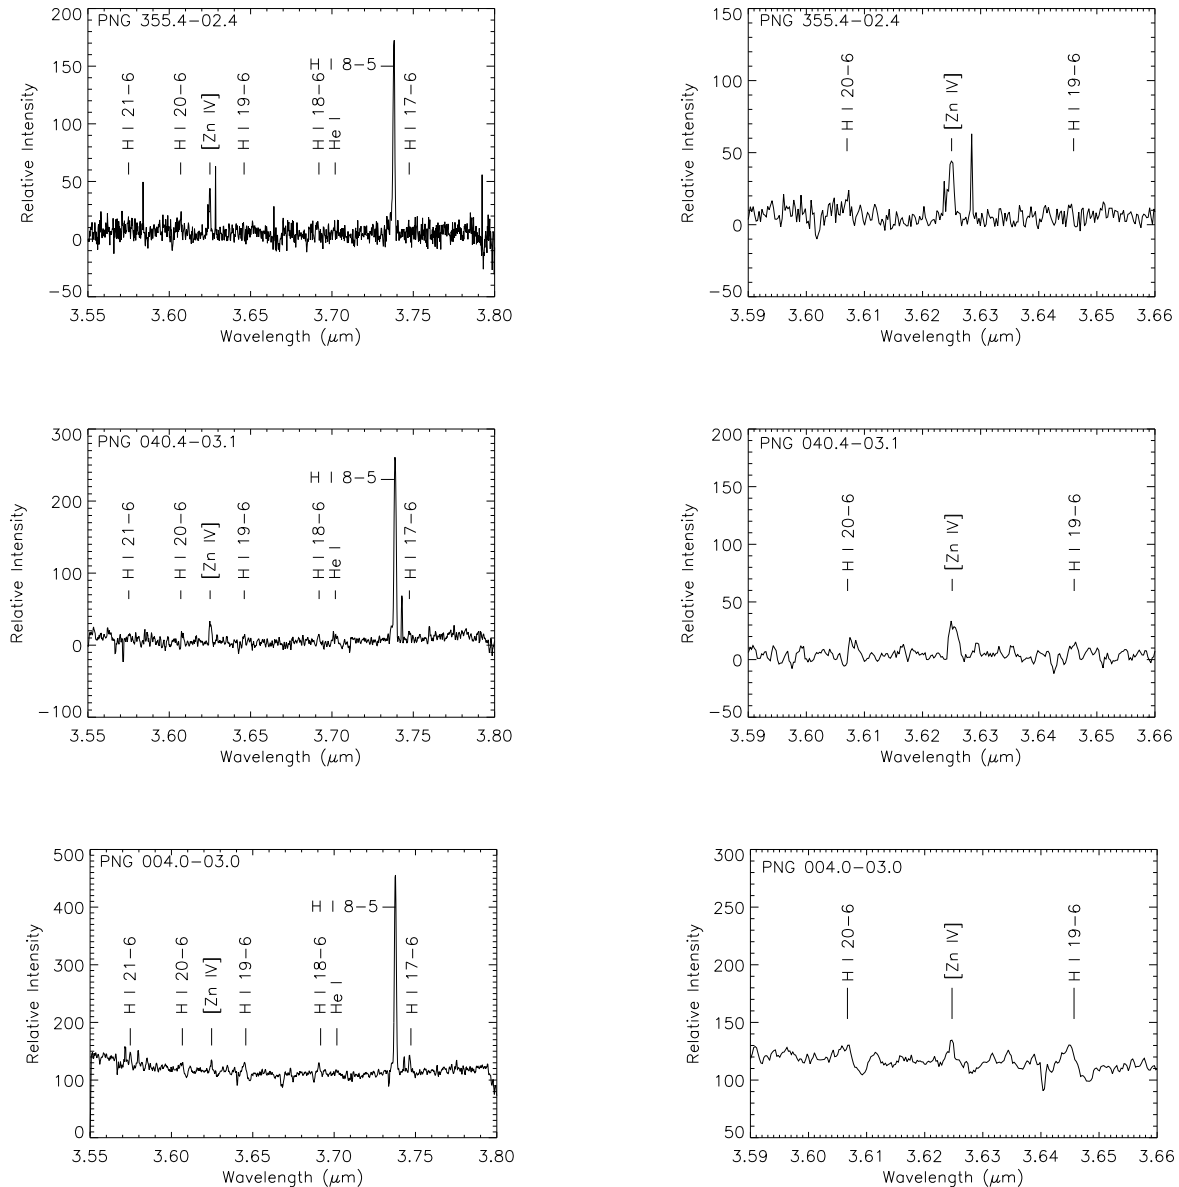 PNG 355.4−02.4
200
150
100
50
0
−50
Relative Intensity
H I 21−6
H I 20−6
[Zn IV]
H I 19−6
H I 18−6
He I
H I 8−5
H I 17−6
3.55 3.60 3.65 3.70 3.75 3.80
Wavelength (μm)
PNG 355.4−02.4
150
100
50
0
−50
Relative Intensity
H I 20−6
[Zn IV]
H I 19−6
3.59 3.60 3.61 3.62 3.63 3.64 3.65 3.66
Wavelength (μm)
PNG 040.4−03.1
300
200
100
0
−100
Relative Intensity
H I 21−6
H I 20−6
[Zn IV]
H I 19−6
H I 18−6
He I
H I 8−5
H I 17−6
3.55 3.60 3.65 3.70 3.75 3.80
Wavelength (μm)
PNG 040.4−03.1
200
150
100
50
0
−50
Relative Intensity
H I 20−6
[Zn IV]
H I 19−6
3.59 3.60 3.61 3.62 3.63 3.64 3.65 3.66
Wavelength (μm)
PNG 004.0−03.0
500
400
300
200
100
0
Relative Intensity
H I 21−6
H I 20−6
[Zn IV]
H I 19−6
H I 18−6
He I
H I 8−5
H I 17−6
3.55 3.60 3.65 3.70 3.75 3.80
Wavelength (μm)
PNG 004.0−03.0
300
250
200
150
100
50
Relative Intensity
H I 20−6
[Zn IV]
H I 19−6
3.59 3.60 3.61 3.62 3.63 3.64 3.65 3.66
Wavelength (μm)